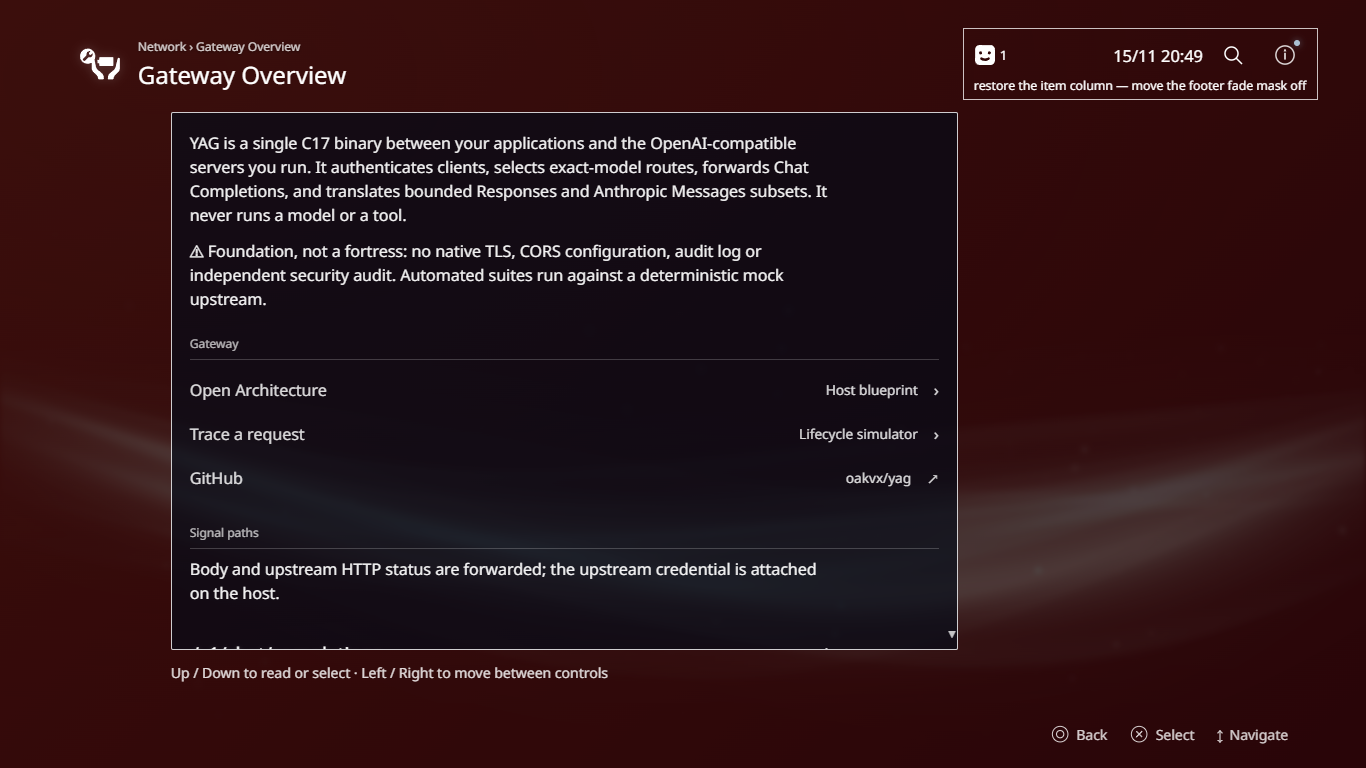 Network › Gateway Overview
Gateway Overview
1
15/11 20:49
restore the item column — move the footer fade mask off
YAG is a single C17 binary between your applications and the OpenAI-compatible
servers you run. It authenticates clients, selects exact-model routes, forwards Chat
Completions, and translates bounded Responses and Anthropic Messages subsets. It
never runs a model or a tool.
⚠ Foundation, not a fortress: no native TLS, CORS configuration, audit log or
independent security audit. Automated suites run against a deterministic mock
upstream.
Gateway
Open Architecture Host blueprint ›
Trace a request Lifecycle simulator ›
GitHub oakvx/yag ↗
Signal paths
Body and upstream HTTP status are forwarded; the upstream credential is attached
on the host.
Up / Down to read or select · Left / Right to move between controls
Back Select Navigate